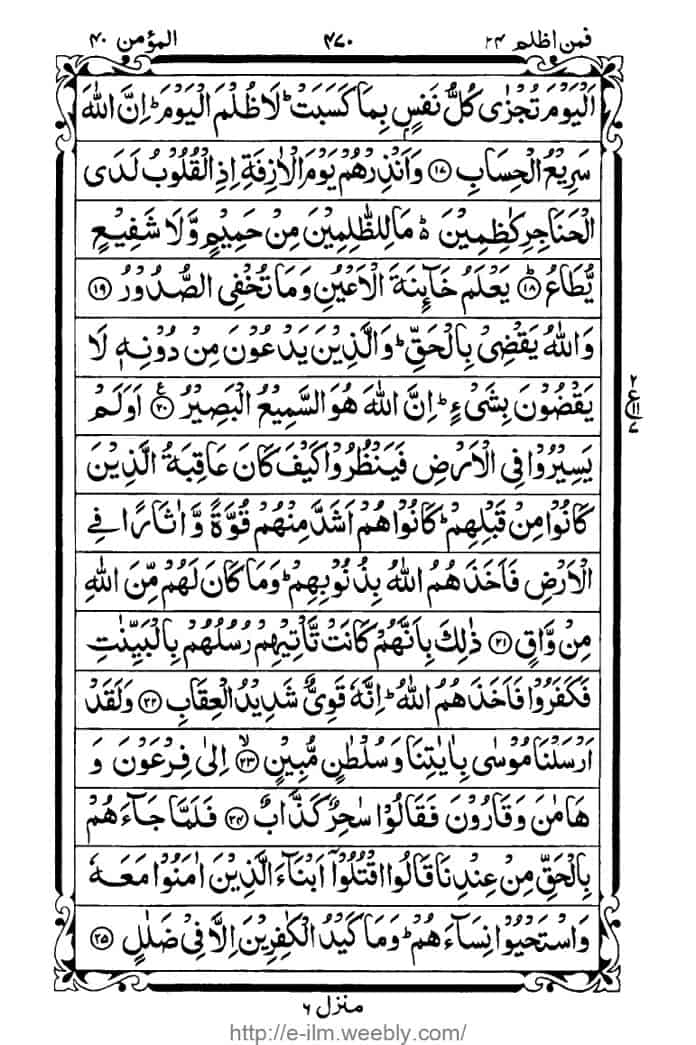 فمن اظلم ۲۴
۴۷۰
المؤمن ۴۰
اَلۡیَوۡمَ تُجۡزٰی کُلُّ نَفۡسٍۭ بِمَا کَسَبَتۡ ؕ لَا ظُلۡمَ الۡیَوۡمَ ؕ اِنَّ اللّٰهَ
سَرِیۡعُ الۡحِسَابِ ﴿۱۷﴾ وَاَنۡذِرۡهُمۡ یَوۡمَ الۡاٰزِفَةِ اِذِ الۡقُلُوۡبُ لَدَی
الۡحَنَاجِرِ کٰظِمِیۡنَ ۬ؕ مَا لِلظّٰلِمِیۡنَ مِنۡ حَمِیۡمٍ وَّلَا شَفِیۡعٍ
یُّطَاعُ ﴿۱۸﴾ؕ یَعۡلَمُ خَآئِنَةَ الۡاَعۡیُنِ وَمَا تُخۡفِی الصُّدُوۡرُ ﴿۱۹﴾
وَاللّٰهُ یَقۡضِیۡ بِالۡحَقِّ ؕ وَالَّذِیۡنَ یَدۡعُوۡنَ مِنۡ دُوۡنِهٖ لَا
یَقۡضُوۡنَ بِشَیۡءٍ ؕ اِنَّ اللّٰهَ هُوَ السَّمِیۡعُ الۡبَصِیۡرُ ﴿۲۰﴾ اَوَلَمۡ
یَسِیۡرُوۡا فِی الۡاَرۡضِ فَیَنۡظُرُوۡا کَیۡفَ کَانَ عَاقِبَةُ الَّذِیۡنَ
کَانُوۡا مِنۡ قَبۡلِهِمۡ ؕ کَانُوۡا هُمۡ اَشَدَّ مِنۡهُمۡ قُوَّةً وَّاٰثَارًا فِی
الۡاَرۡضِ فَاَخَذَهُمُ اللّٰهُ بِذُنُوۡبِهِمۡ ؕ وَمَا کَانَ لَهُمۡ مِّنَ اللّٰهِ
مِنۡ وَّاقٍ ﴿۲۱﴾ ذٰلِكَ بِاَنَّهُمۡ کَانَتۡ تَّاۡتِیۡهِمۡ رُسُلُهُمۡ بِالۡبَیِّنٰتِ
فَکَفَرُوۡا فَاَخَذَهُمُ اللّٰهُ ؕ اِنَّهٗ قَوِیٌّ شَدِیۡدُ الۡعِقَابِ ﴿۲۲﴾ وَلَقَدۡ
اَرۡسَلۡنَا مُوۡسٰی بِاٰیٰتِنَا وَسُلۡطٰنٍ مُّبِیۡنٍ ﴿۲۳﴾ۙ اِلٰی فِرۡعَوۡنَ وَ
هَامٰنَ وَقَارُوۡنَ فَقَالُوۡا سٰحِرٌ کَذَّابٌ ﴿۲۴﴾ فَلَمَّا جَآءَهُمۡ
بِالۡحَقِّ مِنۡ عِنۡدِنَا قَالُوا اقۡتُلُوۡۤا اَبۡنَآءَ الَّذِیۡنَ اٰمَنُوۡا مَعَهٗ
وَاسۡتَحۡیُوۡا نِسَآءَهُمۡ ؕ وَمَا کَیۡدُ الۡکٰفِرِیۡنَ اِلَّا فِیۡ ضَلٰلٍ ﴿۲۵﴾
۲
ع
۱۱
۷
منزل ۶
http://e-ilm.weebly.com/